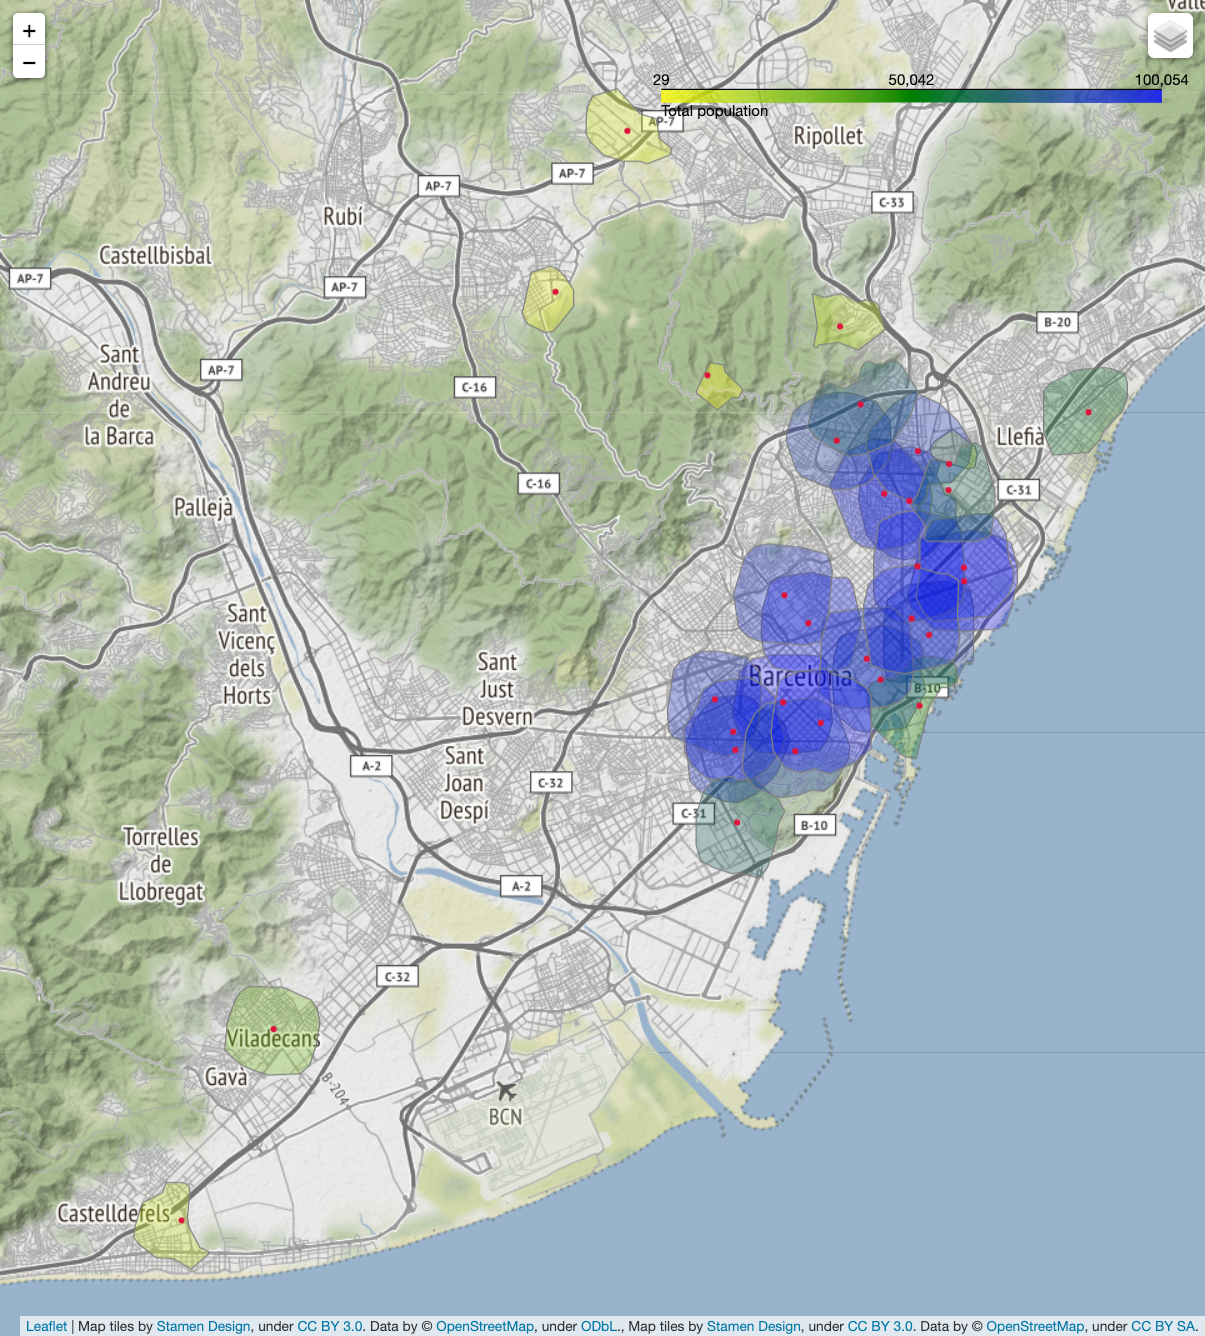 +
−
Valle
29 50,042 100,054
Total population
AP-7
Ripollet
AP-7
AP-7
C-33
Rubí
Castellbisbal
AP-7
AP-7
B-20
Sant
Andreu
de
la Barca
AP-7
C-16
Llefià
C-16
C-31
Pallejà
Sant
Vicenç
dels
Horts
Sant
Just
Desvern
Barcelona
B-10
A-2
Sant
Joan
Despí
C-32
C-31
B-10
Torrelles
de
Llobregat
A-2
C-32
Viladecans
Gavà
B-204
BCN
Castelldefels
Leaflet | Map tiles by Stamen Design, under CC BY 3.0. Data by © OpenStreetMap, under ODbL., Map tiles by Stamen Design, under CC BY 3.0. Data by © OpenStreetMap, under CC BY SA.